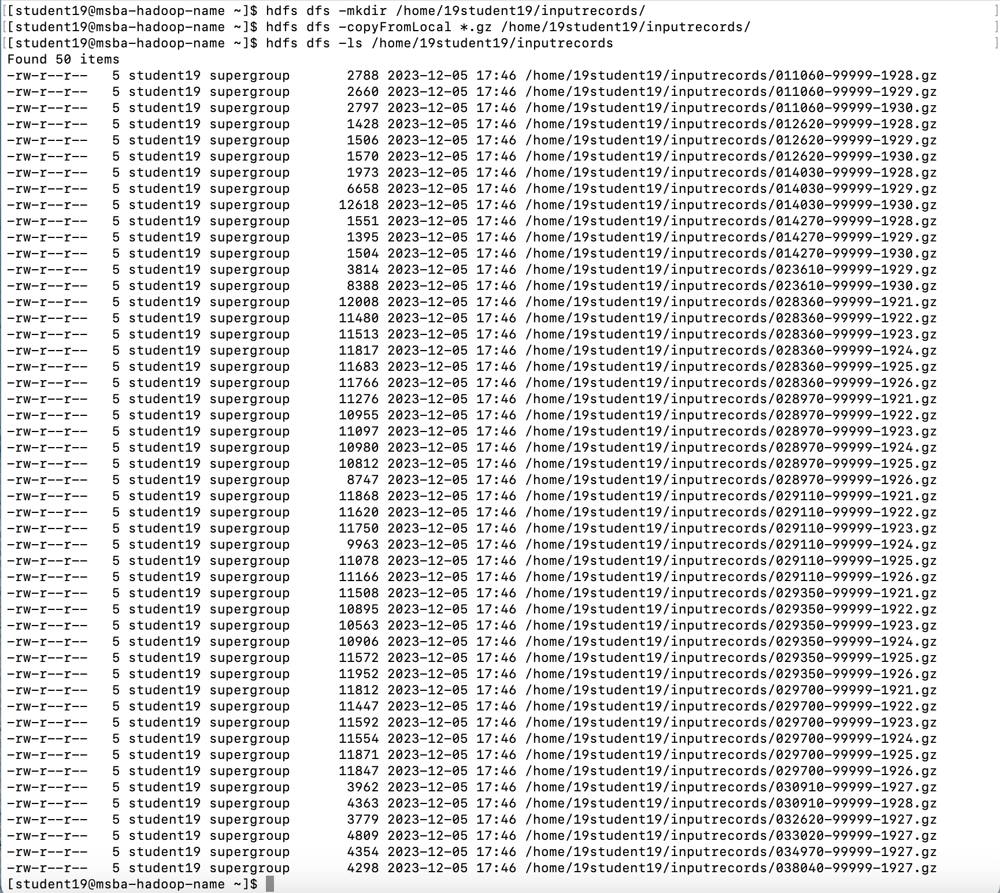 [[student19@msba-hadoop-name ~]$ hdfs dfs -mkdir /home/19student19/inputrecords/ ]
[[student19@msba-hadoop-name ~]$ hdfs dfs -copyFromLocal *.gz /home/19student19/inputrecords/ ]
[[student19@msba-hadoop-name ~]$ hdfs dfs -ls /home/19student19/inputrecords ]
Found 50 items
-rw-r--r-- 5 student19 supergroup 2788 2023-12-05 17:46 /home/19student19/inputrecords/011060-99999-1928.gz
-rw-r--r-- 5 student19 supergroup 2660 2023-12-05 17:46 /home/19student19/inputrecords/011060-99999-1929.gz
-rw-r--r-- 5 student19 supergroup 2797 2023-12-05 17:46 /home/19student19/inputrecords/011060-99999-1930.gz
-rw-r--r-- 5 student19 supergroup 1428 2023-12-05 17:46 /home/19student19/inputrecords/012620-99999-1928.gz
-rw-r--r-- 5 student19 supergroup 1506 2023-12-05 17:46 /home/19student19/inputrecords/012620-99999-1929.gz
-rw-r--r-- 5 student19 supergroup 1570 2023-12-05 17:46 /home/19student19/inputrecords/012620-99999-1930.gz
-rw-r--r-- 5 student19 supergroup 1973 2023-12-05 17:46 /home/19student19/inputrecords/014030-99999-1928.gz
-rw-r--r-- 5 student19 supergroup 6658 2023-12-05 17:46 /home/19student19/inputrecords/014030-99999-1929.gz
-rw-r--r-- 5 student19 supergroup 12618 2023-12-05 17:46 /home/19student19/inputrecords/014030-99999-1930.gz
-rw-r--r-- 5 student19 supergroup 1551 2023-12-05 17:46 /home/19student19/inputrecords/014270-99999-1928.gz
-rw-r--r-- 5 student19 supergroup 1395 2023-12-05 17:46 /home/19student19/inputrecords/014270-99999-1929.gz
-rw-r--r-- 5 student19 supergroup 1504 2023-12-05 17:46 /home/19student19/inputrecords/014270-99999-1930.gz
-rw-r--r-- 5 student19 supergroup 3814 2023-12-05 17:46 /home/19student19/inputrecords/023610-99999-1929.gz
-rw-r--r-- 5 student19 supergroup 8388 2023-12-05 17:46 /home/19student19/inputrecords/023610-99999-1930.gz
-rw-r--r-- 5 student19 supergroup 12008 2023-12-05 17:46 /home/19student19/inputrecords/028360-99999-1921.gz
-rw-r--r-- 5 student19 supergroup 11480 2023-12-05 17:46 /home/19student19/inputrecords/028360-99999-1922.gz
-rw-r--r-- 5 student19 supergroup 11513 2023-12-05 17:46 /home/19student19/inputrecords/028360-99999-1923.gz
-rw-r--r-- 5 student19 supergroup 11817 2023-12-05 17:46 /home/19student19/inputrecords/028360-99999-1924.gz
-rw-r--r-- 5 student19 supergroup 11683 2023-12-05 17:46 /home/19student19/inputrecords/028360-99999-1925.gz
-rw-r--r-- 5 student19 supergroup 11766 2023-12-05 17:46 /home/19student19/inputrecords/028360-99999-1926.gz
-rw-r--r-- 5 student19 supergroup 11276 2023-12-05 17:46 /home/19student19/inputrecords/028970-99999-1921.gz
-rw-r--r-- 5 student19 supergroup 10955 2023-12-05 17:46 /home/19student19/inputrecords/028970-99999-1922.gz
-rw-r--r-- 5 student19 supergroup 11097 2023-12-05 17:46 /home/19student19/inputrecords/028970-99999-1923.gz
-rw-r--r-- 5 student19 supergroup 10980 2023-12-05 17:46 /home/19student19/inputrecords/028970-99999-1924.gz
-rw-r--r-- 5 student19 supergroup 10812 2023-12-05 17:46 /home/19student19/inputrecords/028970-99999-1925.gz
-rw-r--r-- 5 student19 supergroup 8747 2023-12-05 17:46 /home/19student19/inputrecords/028970-99999-1926.gz
-rw-r--r-- 5 student19 supergroup 11868 2023-12-05 17:46 /home/19student19/inputrecords/029110-99999-1921.gz
-rw-r--r-- 5 student19 supergroup 11620 2023-12-05 17:46 /home/19student19/inputrecords/029110-99999-1922.gz
-rw-r--r-- 5 student19 supergroup 11750 2023-12-05 17:46 /home/19student19/inputrecords/029110-99999-1923.gz
-rw-r--r-- 5 student19 supergroup 9963 2023-12-05 17:46 /home/19student19/inputrecords/029110-99999-1924.gz
-rw-r--r-- 5 student19 supergroup 11078 2023-12-05 17:46 /home/19student19/inputrecords/029110-99999-1925.gz
-rw-r--r-- 5 student19 supergroup 11166 2023-12-05 17:46 /home/19student19/inputrecords/029110-99999-1926.gz
-rw-r--r-- 5 student19 supergroup 11508 2023-12-05 17:46 /home/19student19/inputrecords/029350-99999-1921.gz
-rw-r--r-- 5 student19 supergroup 10895 2023-12-05 17:46 /home/19student19/inputrecords/029350-99999-1922.gz
-rw-r--r-- 5 student19 supergroup 10563 2023-12-05 17:46 /home/19student19/inputrecords/029350-99999-1923.gz
-rw-r--r-- 5 student19 supergroup 10906 2023-12-05 17:46 /home/19student19/inputrecords/029350-99999-1924.gz
-rw-r--r-- 5 student19 supergroup 11572 2023-12-05 17:46 /home/19student19/inputrecords/029350-99999-1925.gz
-rw-r--r-- 5 student19 supergroup 11952 2023-12-05 17:46 /home/19student19/inputrecords/029350-99999-1926.gz
-rw-r--r-- 5 student19 supergroup 11812 2023-12-05 17:46 /home/19student19/inputrecords/029700-99999-1921.gz
-rw-r--r-- 5 student19 supergroup 11447 2023-12-05 17:46 /home/19student19/inputrecords/029700-99999-1922.gz
-rw-r--r-- 5 student19 supergroup 11592 2023-12-05 17:46 /home/19student19/inputrecords/029700-99999-1923.gz
-rw-r--r-- 5 student19 supergroup 11554 2023-12-05 17:46 /home/19student19/inputrecords/029700-99999-1924.gz
-rw-r--r-- 5 student19 supergroup 11871 2023-12-05 17:46 /home/19student19/inputrecords/029700-99999-1925.gz
-rw-r--r-- 5 student19 supergroup 11847 2023-12-05 17:46 /home/19student19/inputrecords/029700-99999-1926.gz
-rw-r--r-- 5 student19 supergroup 3962 2023-12-05 17:46 /home/19student19/inputrecords/030910-99999-1927.gz
-rw-r--r-- 5 student19 supergroup 4363 2023-12-05 17:46 /home/19student19/inputrecords/030910-99999-1928.gz
-rw-r--r-- 5 student19 supergroup 3779 2023-12-05 17:46 /home/19student19/inputrecords/032620-99999-1927.gz
-rw-r--r-- 5 student19 supergroup 4809 2023-12-05 17:46 /home/19student19/inputrecords/033020-99999-1927.gz
-rw-r--r-- 5 student19 supergroup 4354 2023-12-05 17:46 /home/19student19/inputrecords/034970-99999-1927.gz
-rw-r--r-- 5 student19 supergroup 4298 2023-12-05 17:46 /home/19student19/inputrecords/038040-99999-1927.gz
[student19@msba-hadoop-name ~]$